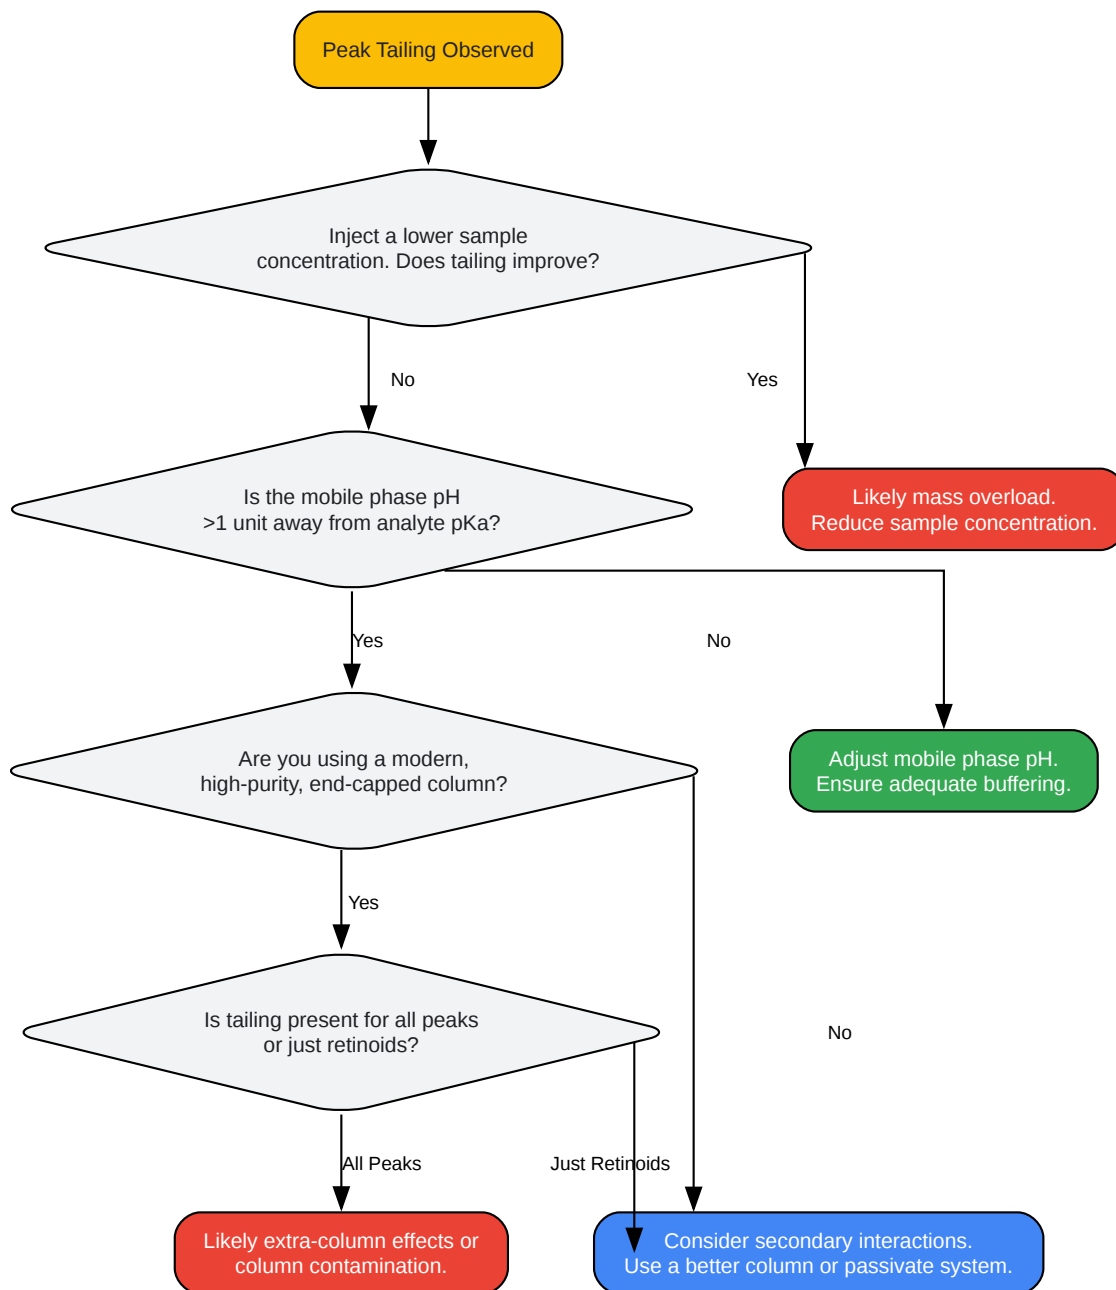 Peak Tailing Observed
Inject a lower sample
concentration. Does tailing improve?
No
Yes
Is the mobile phase pH
>1 unit away from analyte pKa?
Likely mass overload.
Reduce sample concentration.
Yes
No
Are you using a modern,
high-purity, end-capped column?
Adjust mobile phase pH.
Ensure adequate buffering.
Yes
Is tailing present for all peaks
or just retinoids?
No
All Peaks
Just Retinoids
Likely extra-column effects or
column contamination.
Consider secondary interactions.
Use a better column or passivate system.